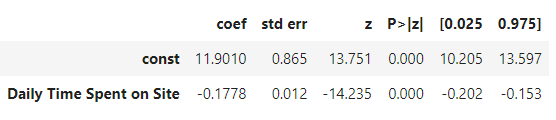 coef std err z P>|z| [0.025 0.975]
const 11.9010 0.865 13.751 0.000 10.205 13.597
Daily Time Spent on Site -0.1778 0.012 -14.235 0.000 -0.202 -0.153